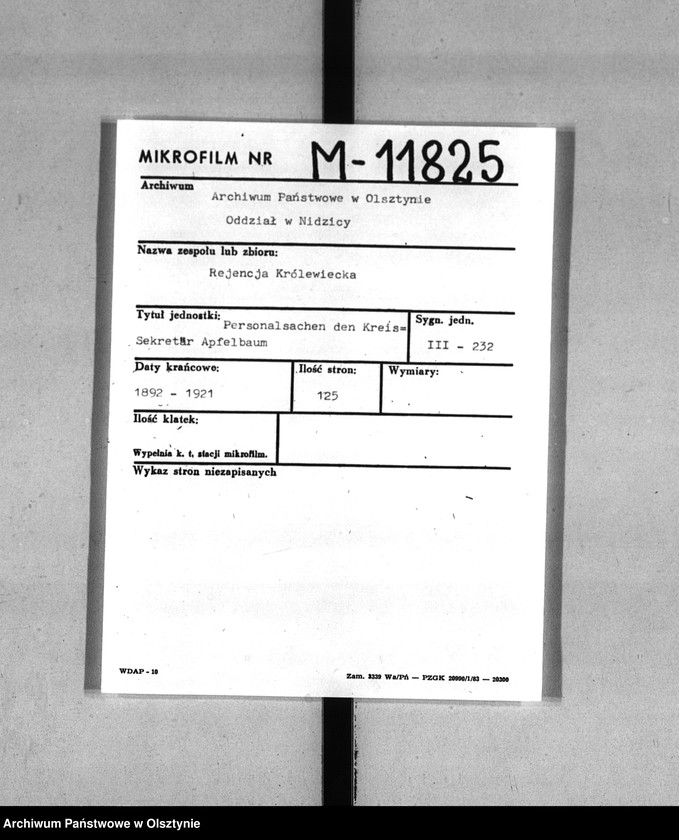 MIKROFILM NR M-11825
Archiwum
Archiwum Państwowe w Olsztynie
Oddział w Nidzicy
Nazwa zespołu lub zbioru:
Rejencja Królewiecka
Tytuł jednostki:
Personalsachen den Kreis=
Sekretär Apfelbaum
Sygn. jedn.
III - 232
Daty krańcowe:
1892 - 1921
Ilość stron:
125
Wymiary:
Ilość klatek:
Wypełnia k. t. stacji mikrofilm.
Wykaz stron niezapisanych
WDAP - 10
Zam. 3339 Wa/Pń — PZGK 20990/I/83 — 20300
Archiwum Państwowe w Olsztynie